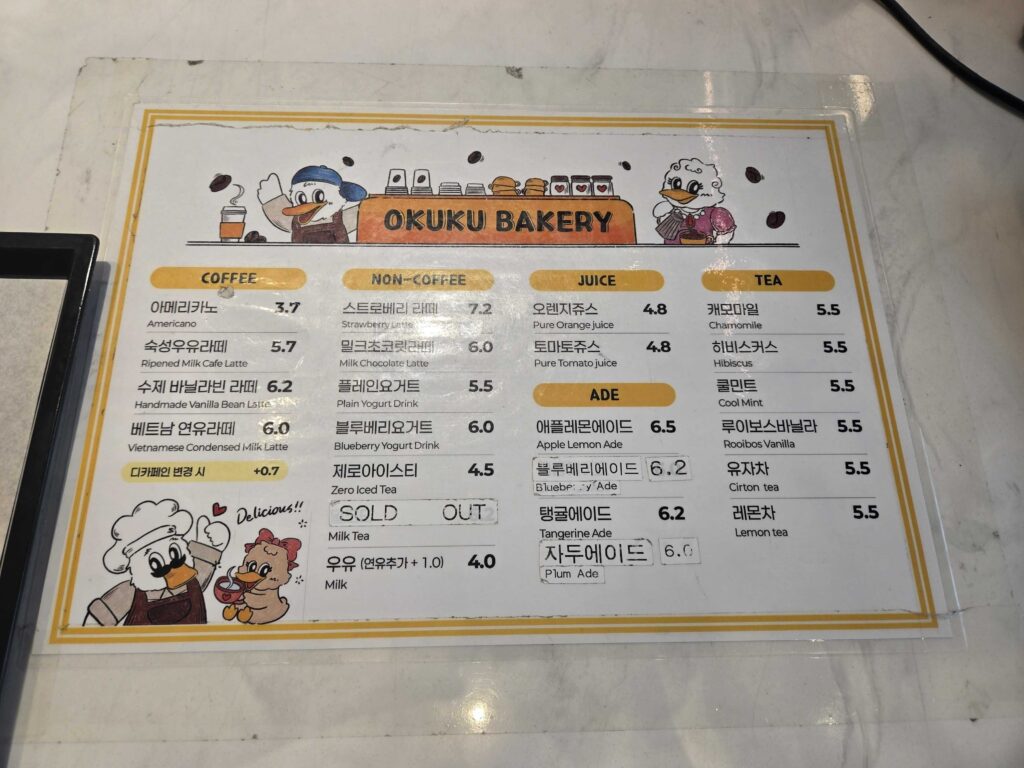 OKUKU BAKERY
COFFEE
아메리카노 3.7
Americano
숙성우유라떼 5.7
Ripened Milk Cafe Latte
수제 바닐라빈 라떼 6.2
Handmade Vanilla Bean Latte
베트남 연유라떼 6.0
Vietnamese Condensed Milk Latte
디카페인 변경 시 +0.7
Delicious!!
NON-COFFEE
스트로베리 라떼 7.2
Strawberry Latte
밀크초코릿라떼 6.0
Milk Chocolate Latte
플레인요거트 5.5
Plain Yogurt Drink
블루베리요거트 6.0
Blueberry Yogurt Drink
제로아이스티 4.5
Zero Iced Tea
SOLD OUT
Milk Tea
우유 (연유추가 + 1.0) 4.0
Milk
JUICE
오렌지쥬스 4.8
Pure Orange juice
토마토쥬스 4.8
Pure Tomato juice
ADE
애플레몬에이드 6.5
Apple Lemon Ade
블루베리에이드 6.2
Blueberry Ade
탱귤에이드 6.2
Tangerine Ade
자두에이드 6.0
Plum Ade
TEA
캐모마일 5.5
Chamomile
히비스커스 5.5
Hibiscus
쿨민트 5.5
Cool Mint
루이보스바닐라 5.5
Rooibos Vanilla
유자차 5.5
Cirton tea
레몬차 5.5
Lemon tea